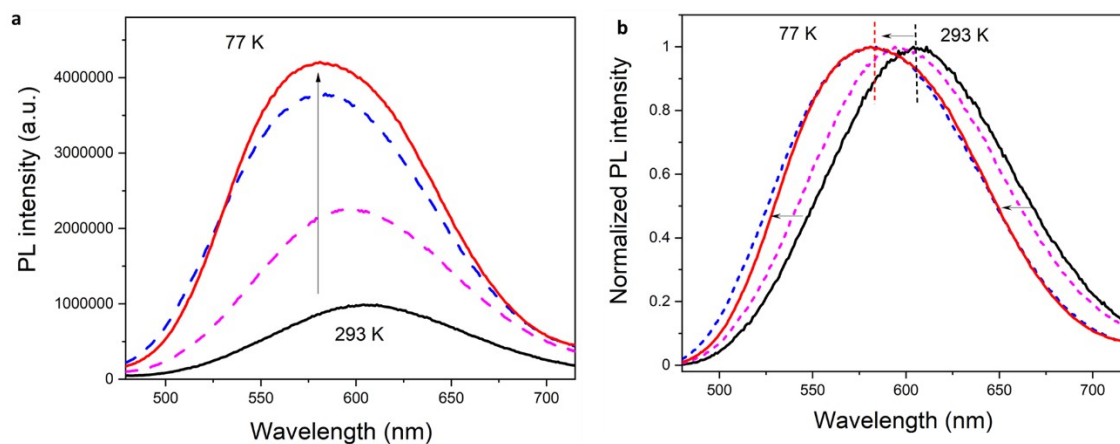 a
77 K
293 K
PL intensity (a.u.)
4000000
3000000
2000000
1000000
0
500
550
600
650
700
Wavelength (nm)
b
77 K
293 K
Normalized PL intensity
1
0.8
0.6
0.4
0.2
0
500
550
600
650
700
Wavelength (nm)